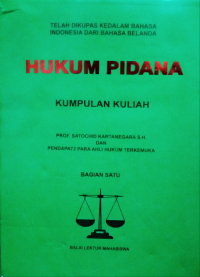 TELAH DIKUPAS KEDALAM BAHASA
INDONESIA DARI BAHASA BELANDA
HUKUM PIDANA
KUMPULAN KULIAH
PROF. SATOCHID KARTANEGARA S.H.
DAN
PENDAPAT2 PARA AHLI HUKUM TERKEMUKA
BAGIAN SATU
BALAI LEKTUR MAHASISWA